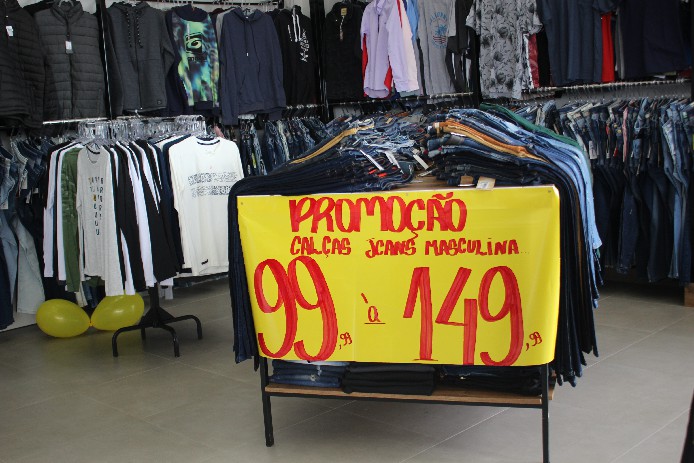 PROMOÇÃO
CALÇAS JEANS MASCULINA
99,99 à 149,99